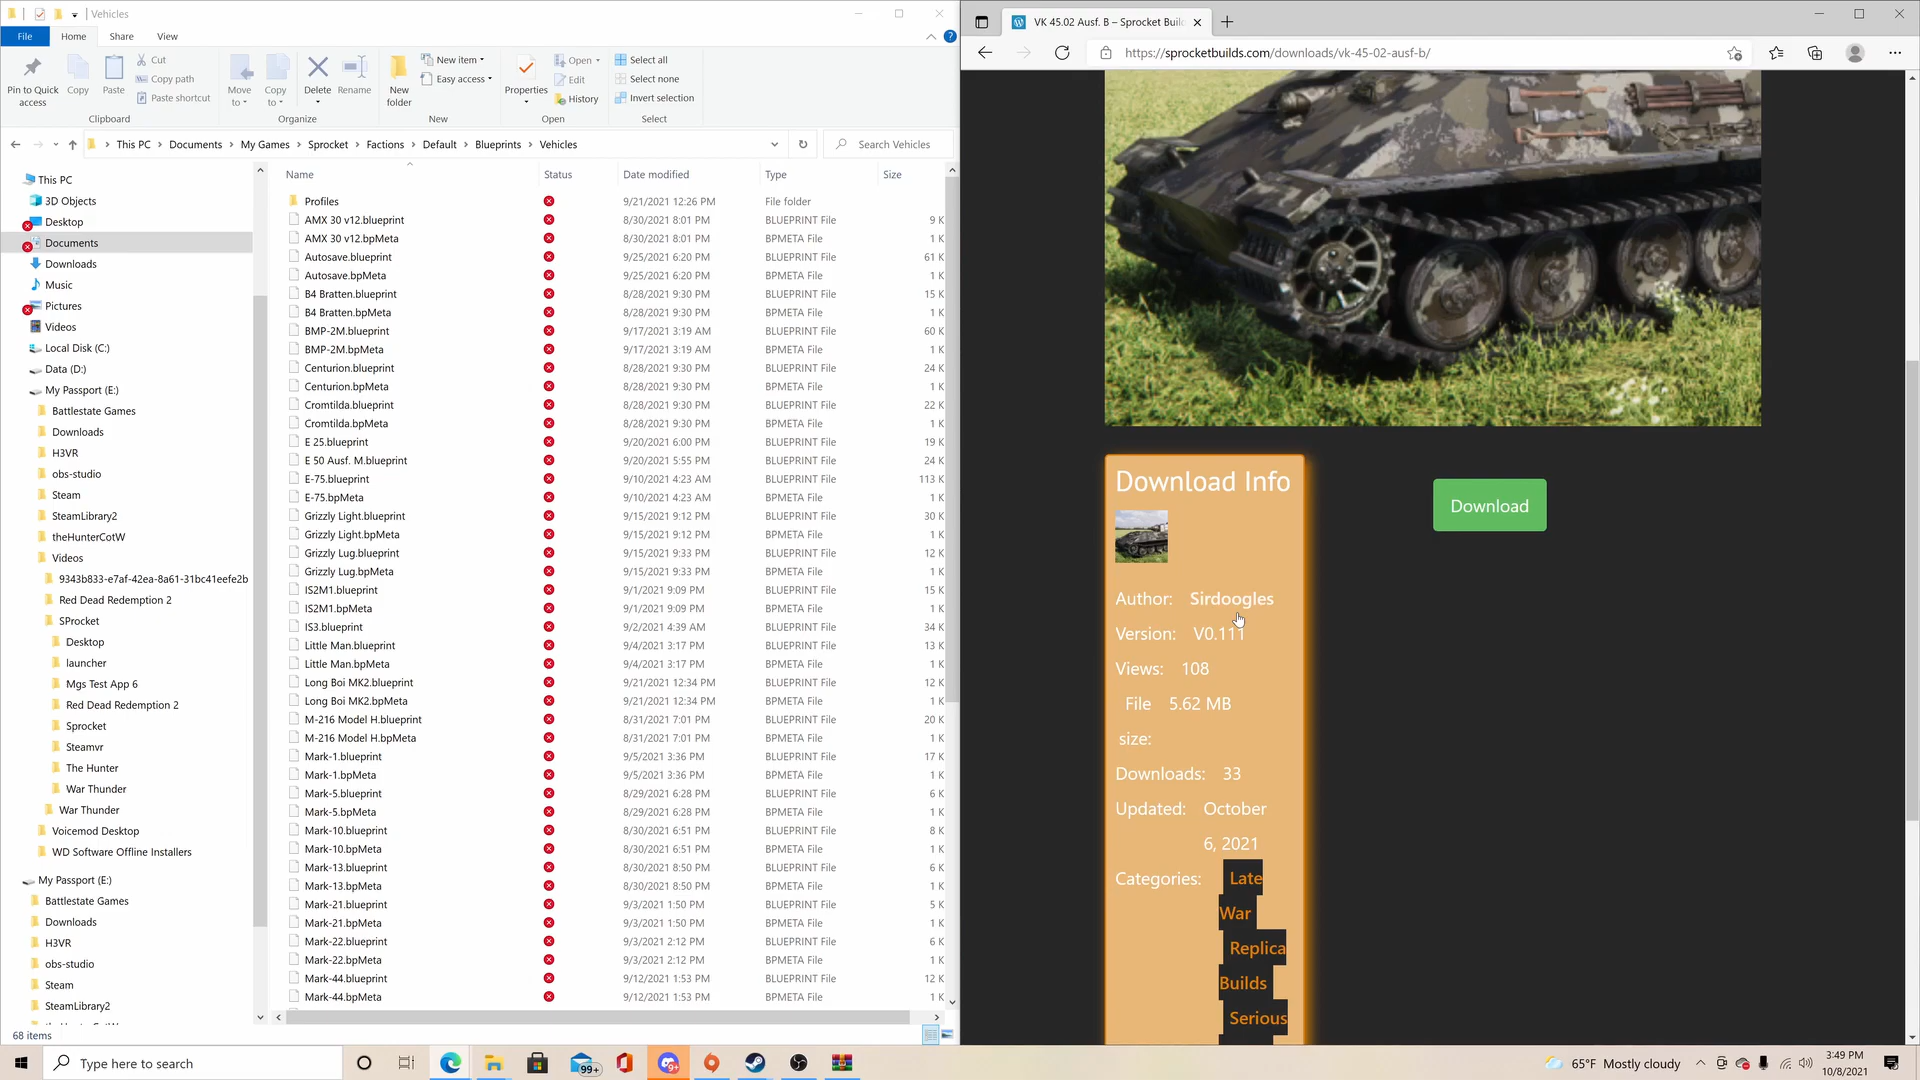 Vehicles
File Home Share View
Pin to Quick access
Copy
Paste
Cut
Copy path
Paste shortcut
Clipboard
Move to
Copy to
Delete
Rename
Organize
New folder
New item
Easy access
New
Properties
Open
Edit
History
Open
Select all
Select none
Invert selection
Select
This PC > Documents > My Games > Sprocket > Factions > Default > Blueprints > Vehicles
Search Vehicles
This PC
3D Objects
Desktop
Documents
Downloads
Music
Pictures
Videos
Local Disk (C:)
Data (D:)
My Passport (E:)
Battlestate Games
Downloads
H3VR
obs-studio
Steam
SteamLibrary2
theHunterCotW
Videos
9343b833-e7af-42ea-8a61-31bc41eefe2b
Red Dead Redemption 2
SProcket
Desktop
launcher
Mgs Test App 6
Red Dead Redemption 2
Sprocket
Steamvr
The Hunter
War Thunder
War Thunder
Voicemod Desktop
WD Software Offline Installers
My Passport (E:)
Battlestate Games
Downloads
H3VR
obs-studio
Steam
SteamLibrary2
Name Status Date modified Type Size
Profiles 9/21/2021 12:26 PM File folder
AMX 30 v12.blueprint 8/30/2021 8:01 PM BLUEPRINT File 9 K
AMX 30 v12.bpMeta 8/30/2021 8:01 PM BPMETA File 1 K
Autosave.blueprint 9/25/2021 6:20 PM BLUEPRINT File 61 K
Autosave.bpMeta 9/25/2021 6:20 PM BPMETA File 1 K
B4 Bratten.blueprint 8/28/2021 9:30 PM BLUEPRINT File 15 K
B4 Bratten.bpMeta 8/28/2021 9:30 PM BPMETA File 1 K
BMP-2M.blueprint 9/17/2021 3:19 AM BLUEPRINT File 60 K
BMP-2M.bpMeta 9/17/2021 3:19 AM BPMETA File 1 K
Centurion.blueprint 8/28/2021 9:30 PM BLUEPRINT File 24 K
Centurion.bpMeta 8/28/2021 9:30 PM BPMETA File 1 K
Cromtilda.blueprint 8/28/2021 9:30 PM BLUEPRINT File 22 K
Cromtilda.bpMeta 8/28/2021 9:30 PM BPMETA File 1 K
E 25.blueprint 9/20/2021 6:00 PM BLUEPRINT File 19 K
E 50 Ausf. M.blueprint 9/20/2021 5:55 PM BLUEPRINT File 24 K
E-75.blueprint 9/10/2021 4:23 AM BLUEPRINT File 113 K
E-75.bpMeta 9/10/2021 4:23 AM BPMETA File 1 K
Grizzly Light.blueprint 9/15/2021 9:12 PM BLUEPRINT File 30 K
Grizzly Light.bpMeta 9/15/2021 9:12 PM BPMETA File 1 K
Grizzly Lug.blueprint 9/15/2021 9:33 PM BLUEPRINT File 12 K
Grizzly Lug.bpMeta 9/15/2021 9:33 PM BPMETA File 1 K
IS2M1.blueprint 9/1/2021 9:09 PM BLUEPRINT File 15 K
IS2M1.bpMeta 9/1/2021 9:09 PM BPMETA File 1 K
IS3.blueprint 9/2/2021 4:39 AM BLUEPRINT File 34 K
Little Man.blueprint 9/4/2021 3:17 PM BLUEPRINT File 13 K
Little Man.bpMeta 9/4/2021 3:17 PM BPMETA File 1 K
Long Boi MK2.blueprint 9/21/2021 12:34 PM BLUEPRINT File 12 K
Long Boi MK2.bpMeta 9/21/2021 12:34 PM BPMETA File 1 K
M-216 Model H.blueprint 8/31/2021 7:01 PM BLUEPRINT File 20 K
M-216 Model H.bpMeta 8/31/2021 7:01 PM BPMETA File 1 K
Mark-1.blueprint 9/5/2021 3:36 PM BLUEPRINT File 17 K
Mark-1.bpMeta 9/5/2021 3:36 PM BPMETA File 1 K
Mark-5.blueprint 8/29/2021 6:28 PM BLUEPRINT File 6 K
Mark-5.bpMeta 8/29/2021 6:28 PM BPMETA File 1 K
Mark-10.blueprint 8/30/2021 6:51 PM BLUEPRINT File 8 K
Mark-10.bpMeta 8/30/2021 6:51 PM BPMETA File 1 K
Mark-13.blueprint 8/30/2021 8:50 PM BLUEPRINT File 6 K
Mark-13.bpMeta 8/30/2021 8:50 PM BPMETA File 1 K
Mark-21.blueprint 9/3/2021 1:50 PM BLUEPRINT File 5 K
Mark-21.bpMeta 9/3/2021 1:50 PM BPMETA File 1 K
Mark-22.blueprint 9/3/2021 2:12 PM BLUEPRINT File 6 K
Mark-22.bpMeta 9/3/2021 2:12 PM BPMETA File 1 K
Mark-44.blueprint 9/12/2021 1:53 PM BLUEPRINT File 12 K
Mark-44.bpMeta 9/12/2021 1:53 PM BPMETA File 1 K
68 items
VK 45.02 Ausf. B – Sprocket Buil
https://sprocketbuilds.com/downloads/vk-45-02-ausf-b/
Download Info
Author: Sirdoogles
Version: V0.111
Views: 108
File 5.62 MB
size:
Downloads: 33
Updated: October
6, 2021
Categories: Late
War
Replica
Builds
Serious
Download
Type here to search
99+
65°F Mostly cloudy
3:49 PM
10/8/2021